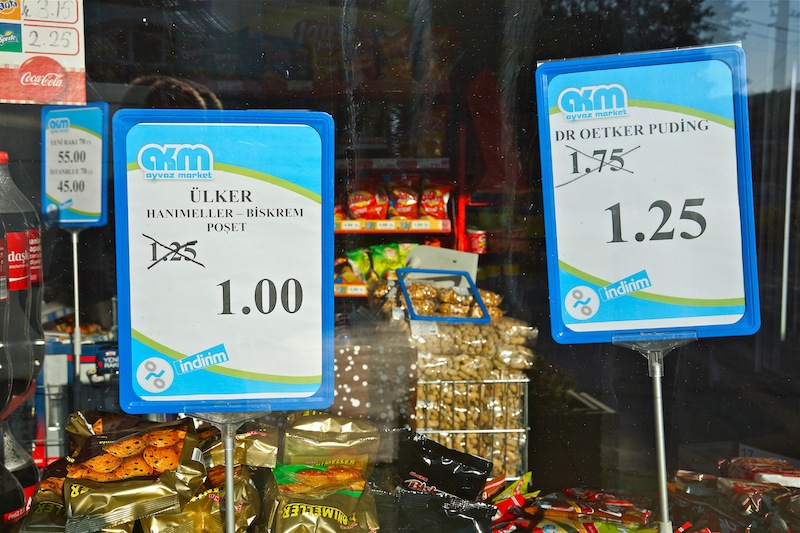 3.15
2.25
Coca-Cola
akm
ayvaz market
YENİ RAKI 70 CL
55.00
İSTANBLUE 70 CL
45.00
akm
ayvaz market
ÜLKER
HANIMELLER – BİSKREM
POŞET
1.25
1.00
indirim
akm
ayvaz market
DR OETKER PUDİNG
1.75
1.25
indirim